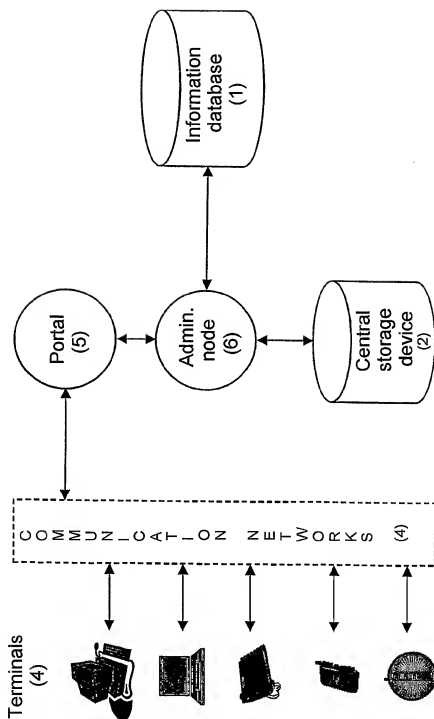 Terminals
(4)
COMMUNICATION NETWORKS (4)
Portal
(5)
Admin.
node
(6)
Information
database
(1)
Central
storage
device
(2)